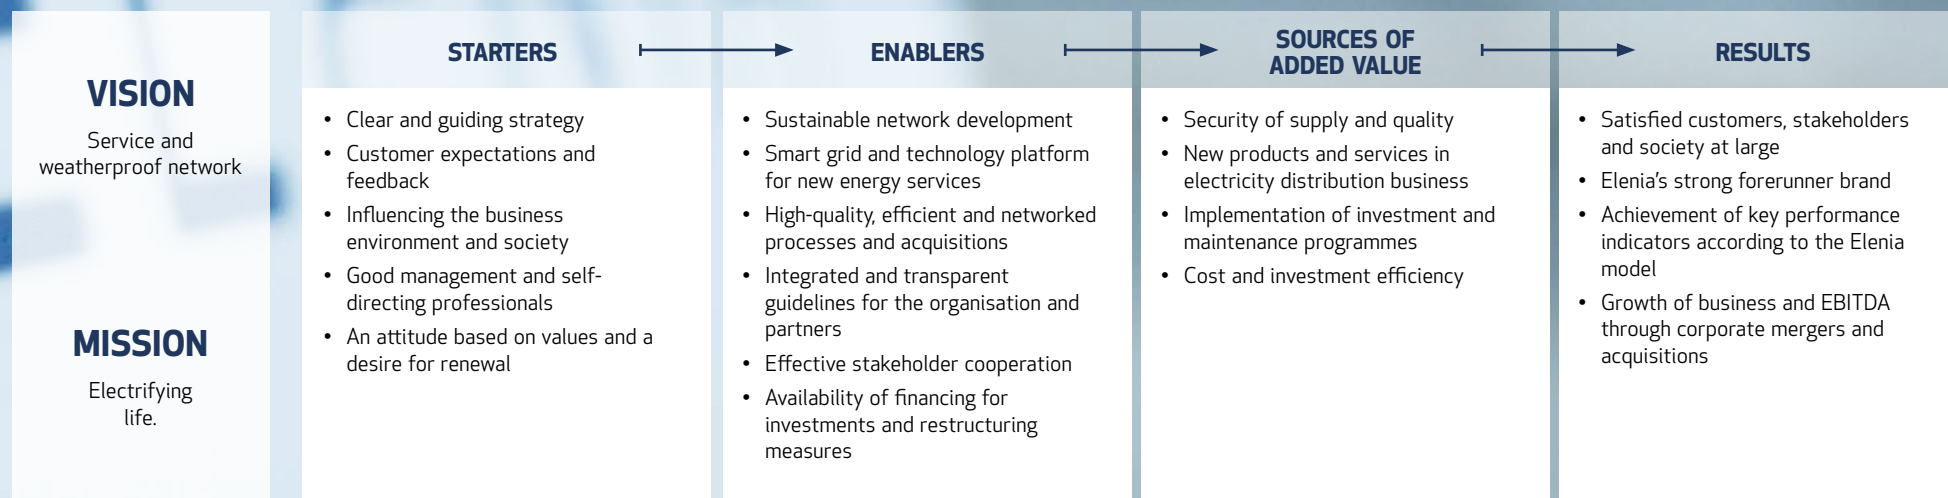 VISION
Service and
weatherproof network
MISSION
Electrifying
life.
STARTERS
• Clear and guiding strategy
• Customer expectations and
feedback
• Influencing the business
environment and society
• Good management and self-
directing professionals
• An attitude based on values and a
desire for renewal
ENABLERS
• Sustainable network development
• Smart grid and technology platform
for new energy services
• High-quality, efficient and networked
processes and acquisitions
• Integrated and transparent
guidelines for the organisation and
partners
• Effective stakeholder cooperation
• Availability of financing for
investments and restructuring
measures
SOURCES OF
ADDED VALUE
• Security of supply and quality
• New products and services in
electricity distribution business
• Implementation of investment and
maintenance programmes
• Cost and investment efficiency
RESULTS
• Satisfied customers, stakeholders
and society at large
• Elenia's strong forerunner brand
• Achievement of key performance
indicators according to the Elenia
model
• Growth of business and EBITDA
through corporate mergers and
acquisitions